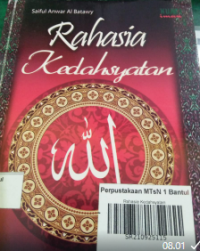 Saiful Anwar Al Batawy
Rahasia
Kedahsyatan
الله
Perpustakaan MTsN 1 Bantul
08.01